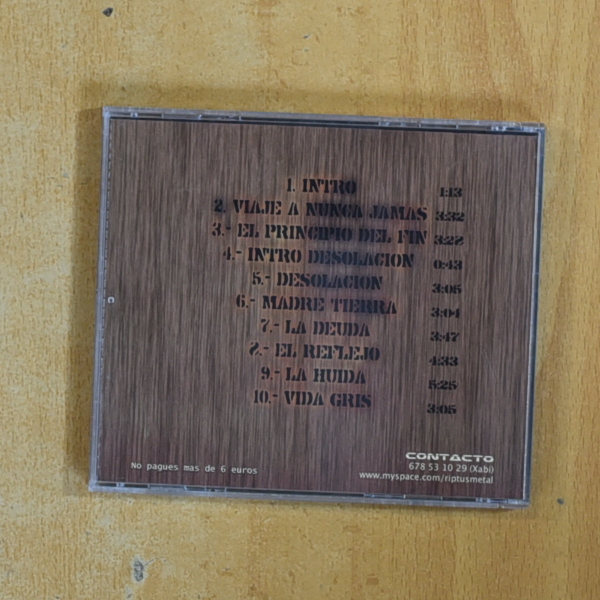 1. INTRO 1:13
2. VIAJE A NUNCA JAMAS 3:32
3.- EL PRINCIPIO DEL FIN 3:28
4.- INTRO DESOLACION 0:43
5.- DESOLACION 3:05
6.- MADRE TIERRA 3:04
7.- LA DEUDA 3:47
8.- EL REFLEJO 4:33
9.- LA HUIDA 5:25
10.- VIDA GRIS 3:05
No pagues mas de 6 euros
CONTACTO
678 53 10 29 (Xabi)
www.myspace.com/riptusmetal